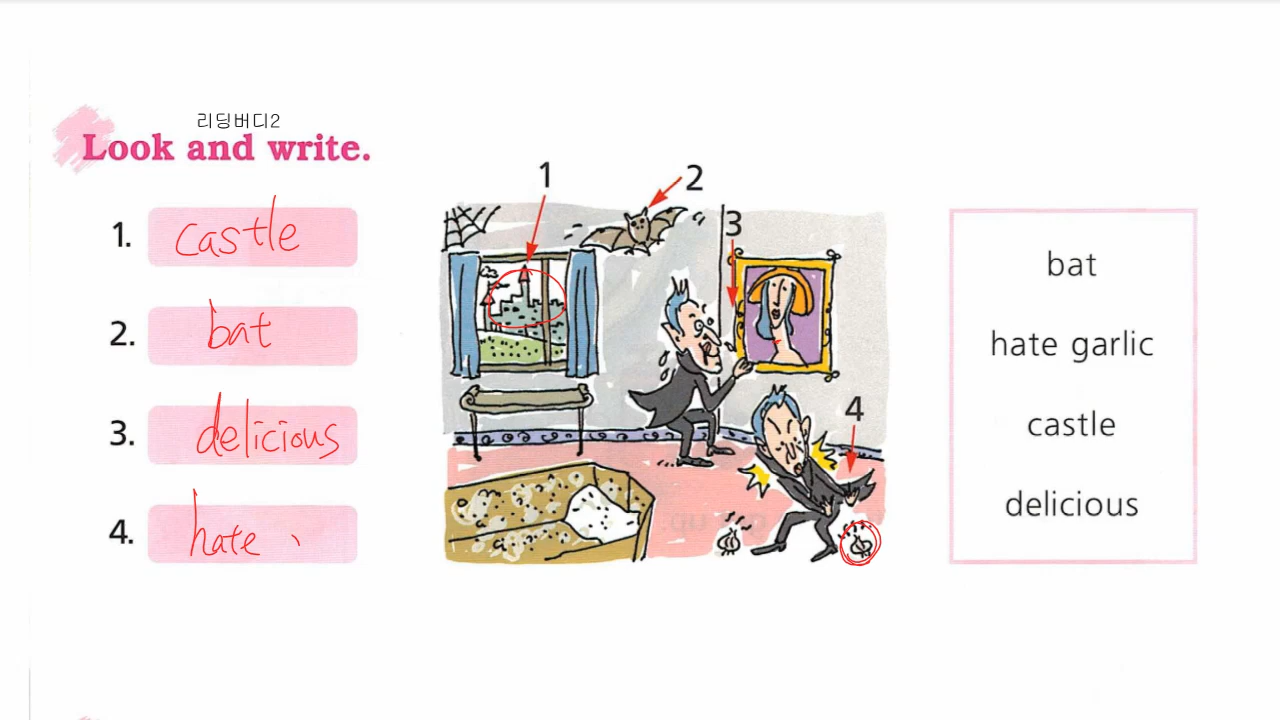 리딩버디2
Look and write.
1. castle
2. bat
3. delicious
4. hate
1
2
3
4
bat
hate garlic
castle
delicious